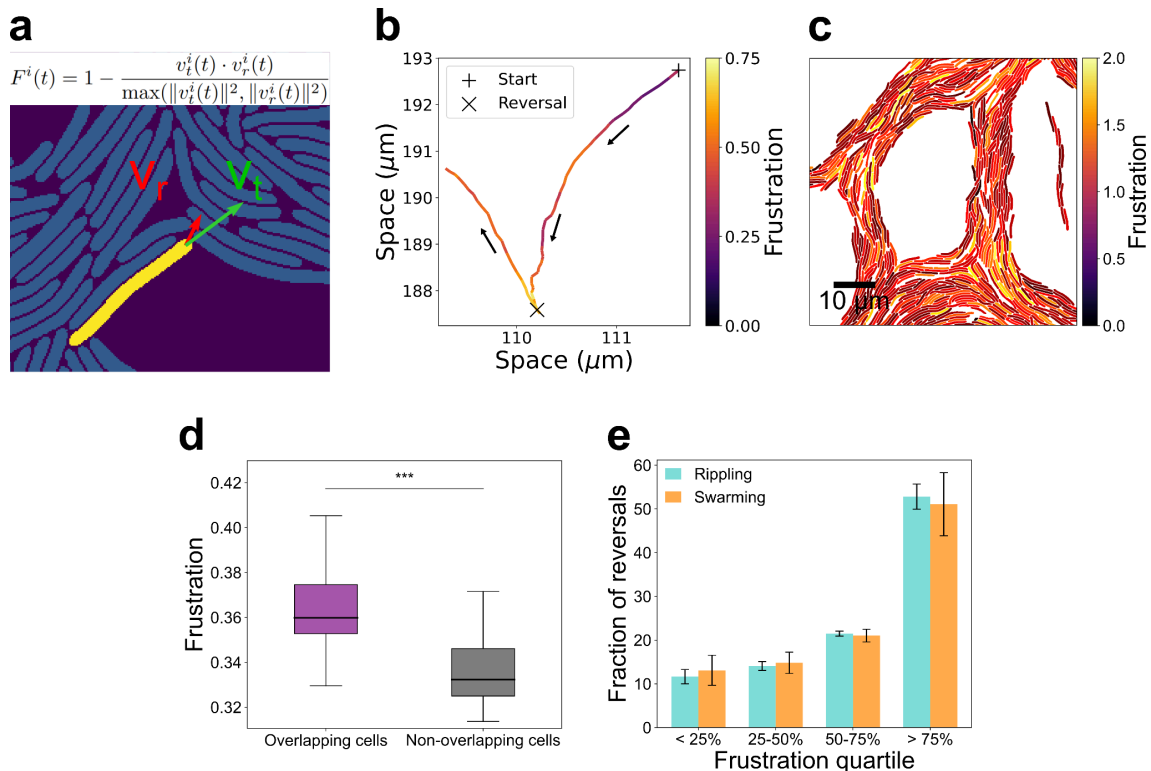 a
F^i(t) = 1 - \frac{v_t^i(t) \cdot v_r^i(t)}{\max(\|v_t^i(t)\|^2, \|v_r^i(t)\|^2)}
V_r
V_t
b
193
192
191
190
189
188
Space (μm)
+ Start
× Reversal
110
111
Space (μm)
0.75
0.50
0.25
0.00
Frustration
c
10 μm
2.0
1.5
1.0
0.5
0.0
Frustration
d
0.42
0.40
0.38
0.36
0.34
0.32
Frustration
***
Overlapping cells
Non-overlapping cells
e
60
50
40
30
20
10
0
Fraction of reversals
Rippling
Swarming
< 25%
25-50%
50-75%
> 75%
Frustration quartile